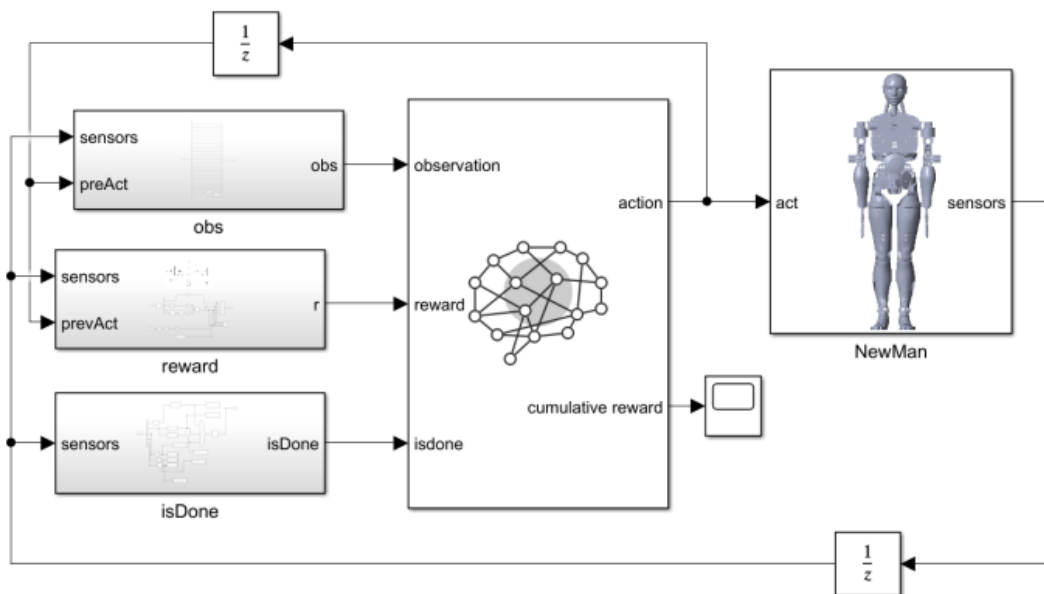 1
z
sensors
preAct
obs
obs
observation
action
act
sensors
sensors
prevAct
r
reward
reward
NewMan
cumulative reward
sensors
isDone
isdone
isDone
1
z